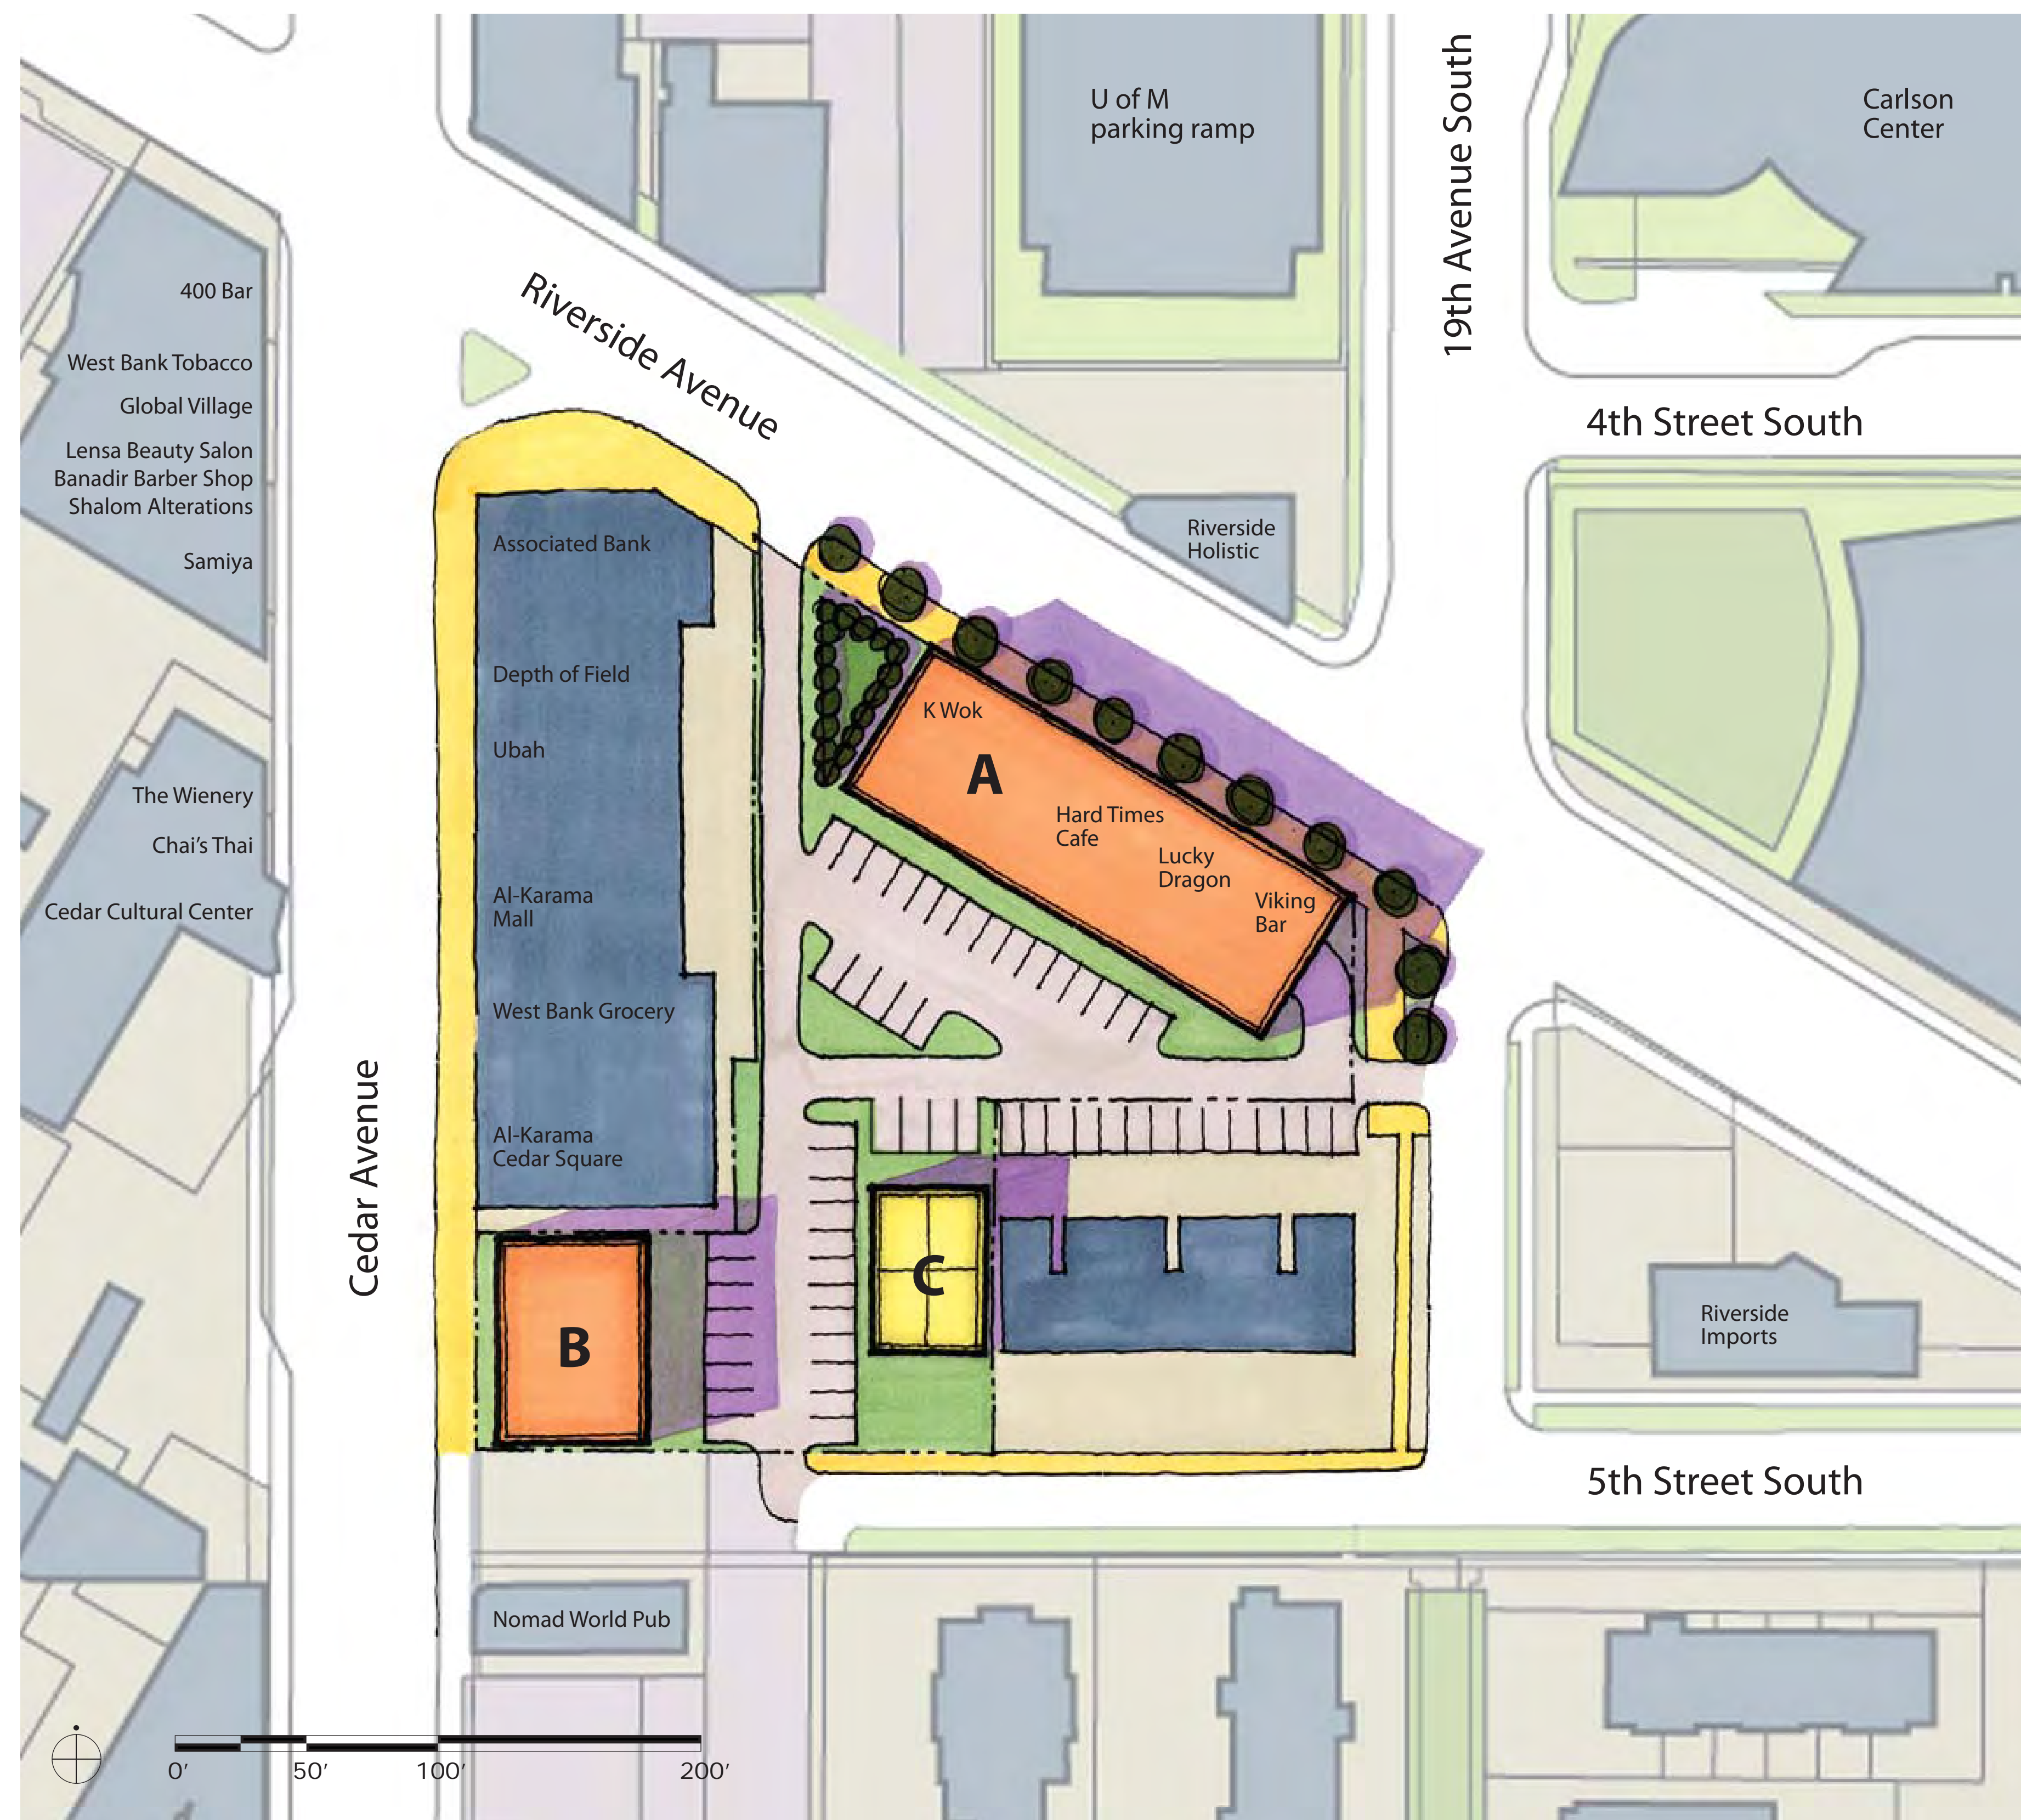 U of M
parking ramp
19th Avenue South
Carlson
Center
400 Bar
Riverside Avenue
West Bank Tobacco
Global Village
4th Street South
Lensa Beauty Salon
Banadir Barber Shop
Shalom Alterations
Samiya
Associated Bank
Riverside
Holistic
Depth of Field
K Wok
Ubah
A
The Wienery
Hard Times
Cafe
Chai's Thai
Lucky
Dragon
Al-Karama
Mall
Viking
Bar
Cedar Cultural Center
West Bank Grocery
Cedar Avenue
Al-Karama
Cedar Square
C
B
Riverside
Imports
5th Street South
Nomad World Pub
0' 50' 100' 200'